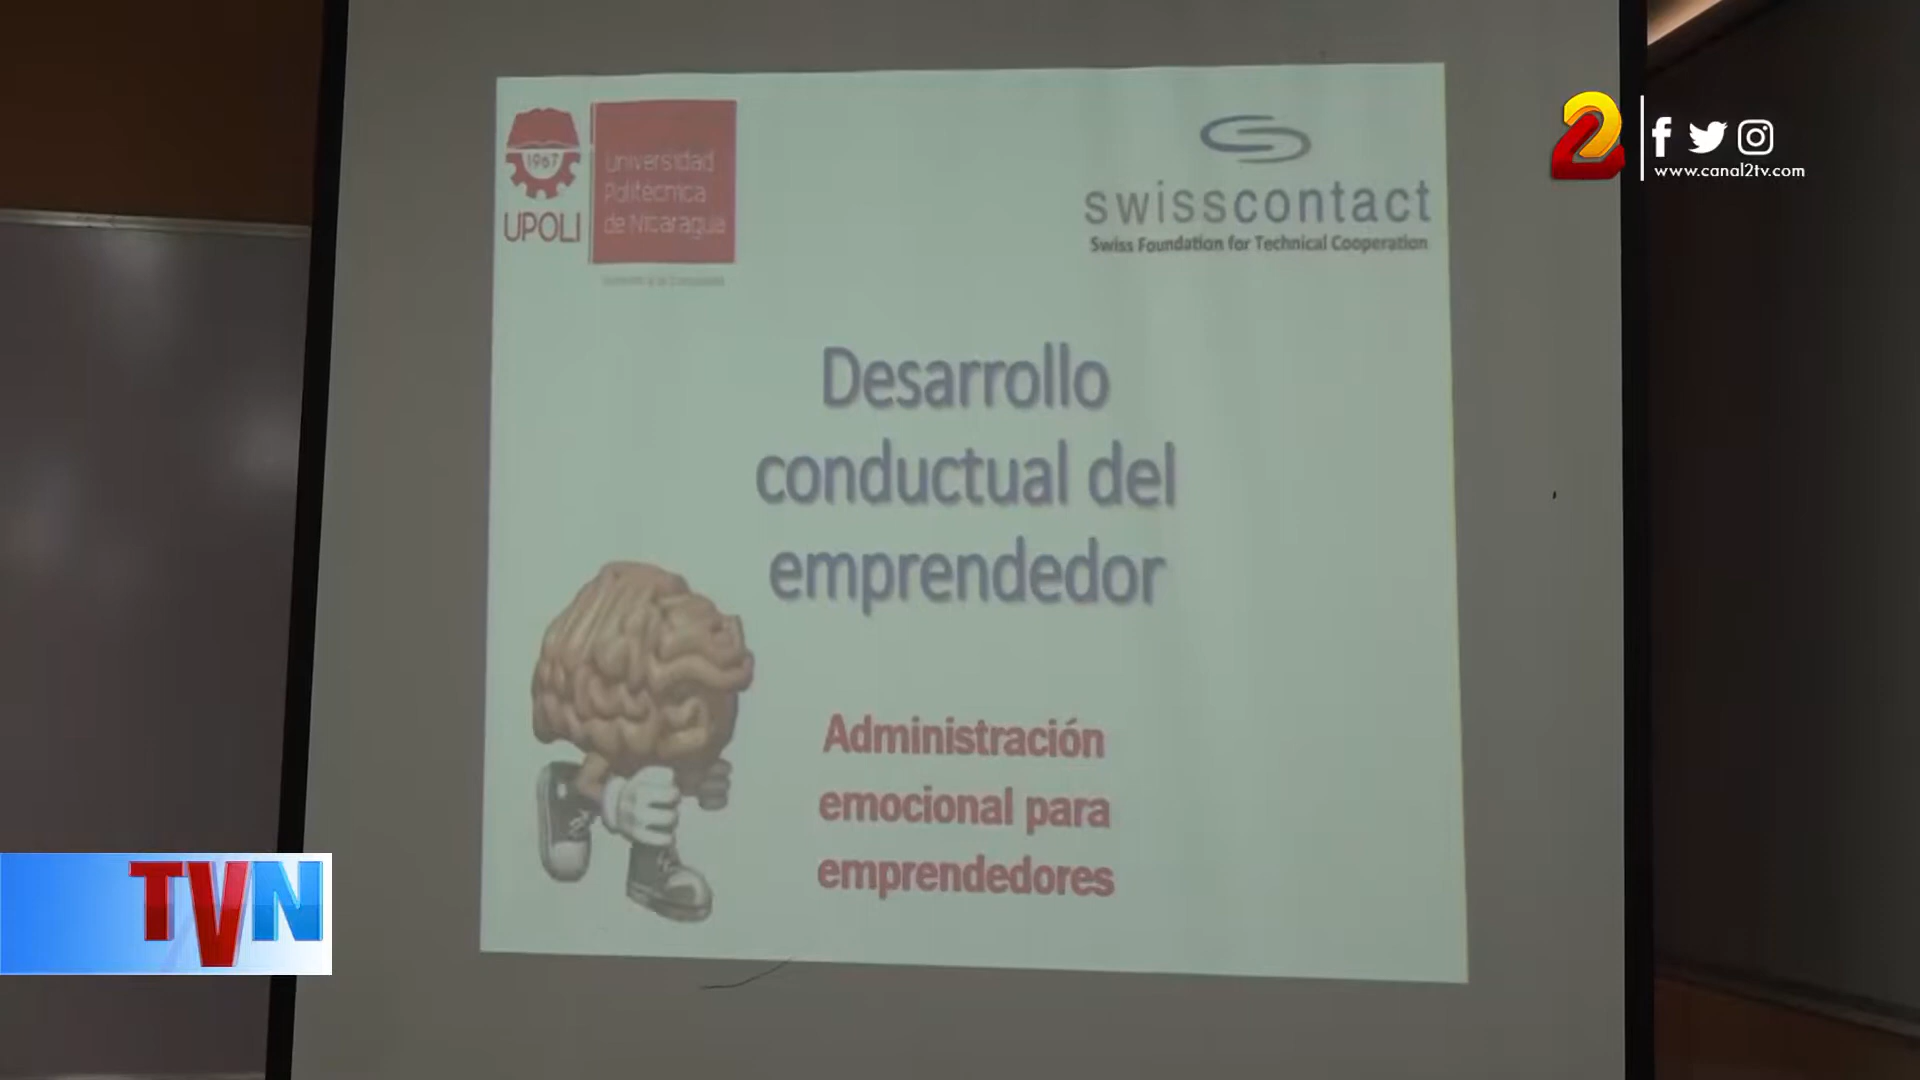 1967
UPOLI
Universidad
Politécnica
de Nicaragua
swisscontact
Swiss Foundation for Technical Cooperation
2
www.canal2tv.com
Desarrollo
conductual del
emprendedor
Administración
emocional para
emprendedores
TVN